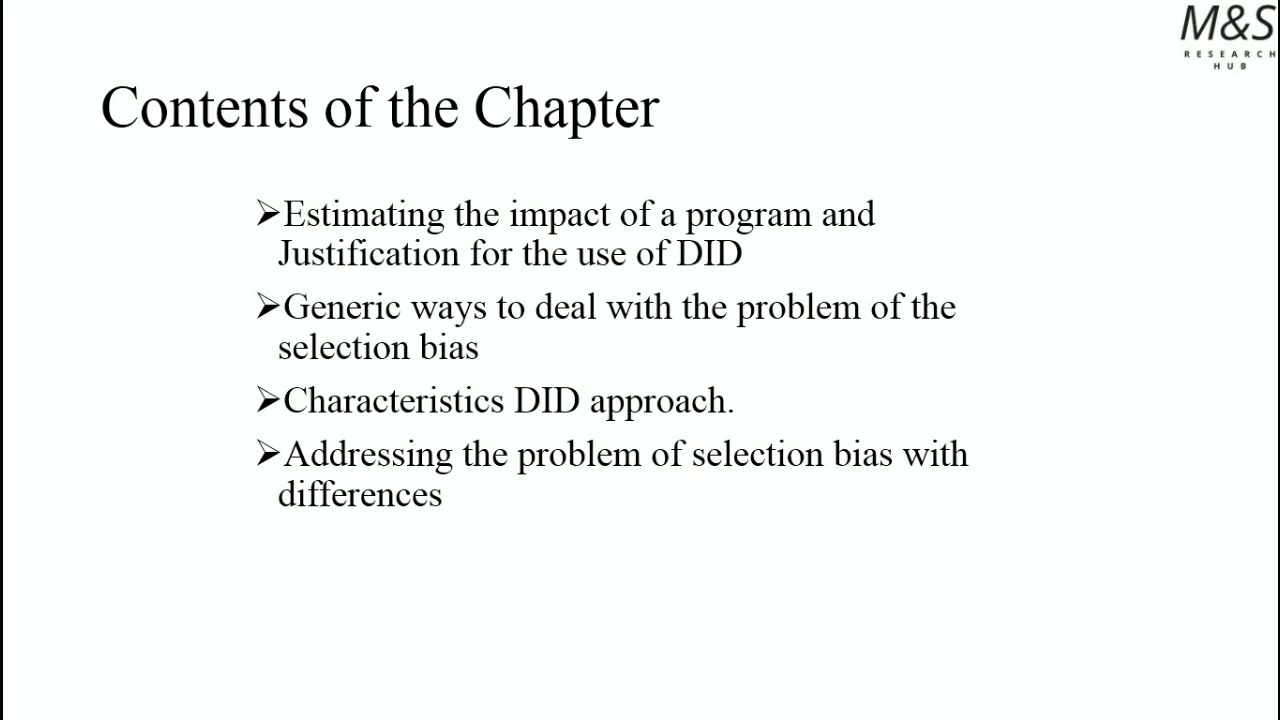 M&S
RESEARCH
HUB
Contents of the Chapter
➢Estimating the impact of a program and
Justification for the use of DID
➢Generic ways to deal with the problem of the
selection bias
➢Characteristics DID approach.
➢Addressing the problem of selection bias with
differences